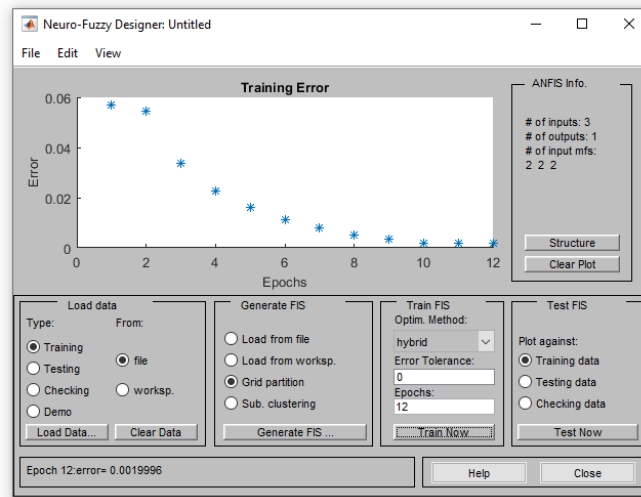 Neuro-Fuzzy Designer: Untitled
File Edit View
Training Error
0.06
0.04
0.02
0
Error
0 2 4 6 8 10 12
Epochs
ANFIS Info.
# of inputs: 3
# of outputs: 1
# of input mfs:
2 2 2
Structure
Clear Plot
Load data
Type: From:
Training
Testing
Checking
Demo
file
worksp.
Load Data... Clear Data
Generate FIS
Load from file
Load from worksp.
Grid partition
Sub. clustering
Generate FIS ...
Train FIS
Optim. Method:
hybrid
Error Tolerance:
0
Epochs:
12
Train Now
Test FIS
Plot against:
Training data
Testing data
Checking data
Test Now
Epoch 12:error= 0.0019996
Help Close